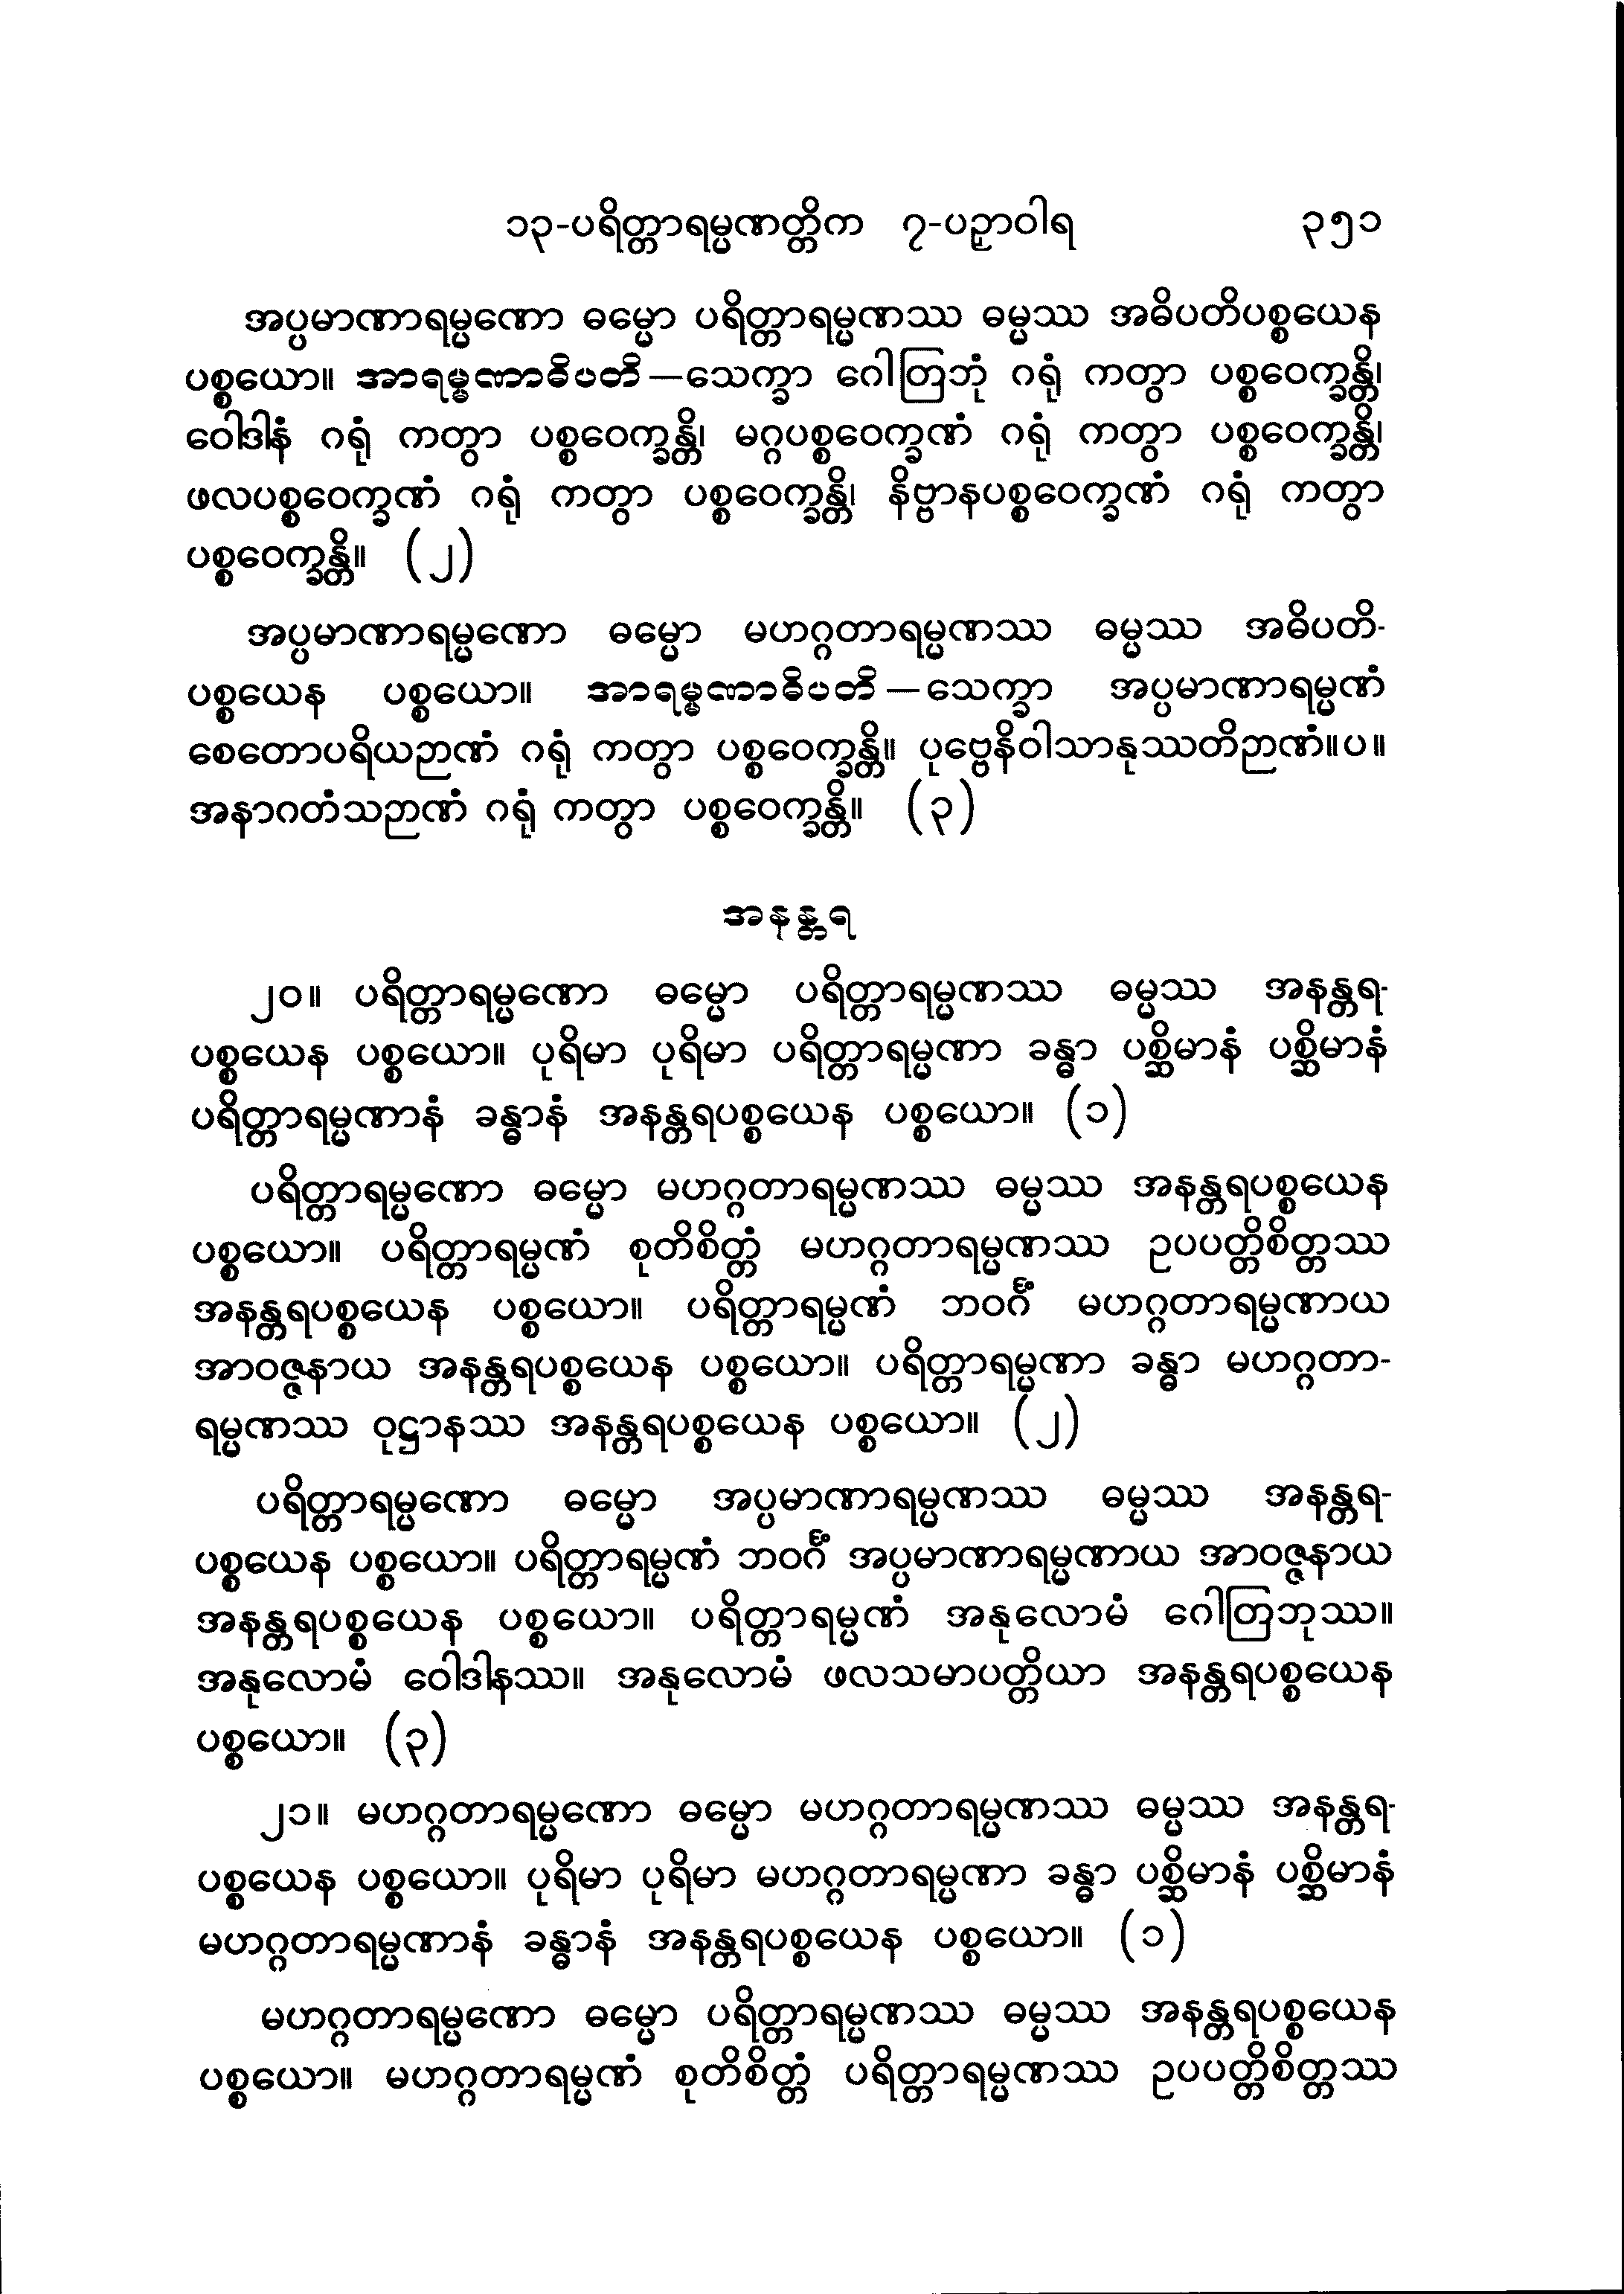 ၁၃-ပရိတ္တာရမ္မဏတ္တိက ၇-ပဉှာဝါရ ၃၅၁
အပ္ပမာဏာရမ္မဏော ဓမ္မော ပရိတ္တာရမ္မဏဿ ဓမ္မဿ အဓိပတိပစ္စယေန
ပစ္စယော။ အာရမ္မဏာဓိပတိ—သေက္ခာ ဂေါတြဘုံ ဂရုံ ကတွာ ပစ္စဝေက္ခန္တိ၊
ဝေါဒါနံ ဂရုံ ကတွာ ပစ္စဝေက္ခန္တိ၊ မဂ္ဂပစ္စဝေက္ခဏံ ဂရုံ ကတွာ ပစ္စဝေက္ခန္တိ၊
ဖလပစ္စဝေက္ခဏံ ဂရုံ ကတွာ ပစ္စဝေက္ခန္တိ၊ နိဗ္ဗာနပစ္စဝေက္ခဏံ ဂရုံ ကတွာ
ပစ္စဝေက္ခန္တိ။ (၂)
အပ္ပမာဏာရမ္မဏော ဓမ္မော မဟဂ္ဂတာရမ္မဏဿ ဓမ္မဿ အဓိပတိ-
ပစ္စယေန ပစ္စယော။ အာရမ္မဏာဓိပတိ—သေက္ခာ အပ္ပမာဏာရမ္မဏံ
စေတောပရိယဉာဏံ ဂရုံ ကတွာ ပစ္စဝေက္ခန္တိ။ ပုဗ္ဗေနိဝါသာနုဿတိဉာဏံ။ပ။
အနာဂတံသဉာဏံ ဂရုံ ကတွာ ပစ္စဝေက္ခန္တိ။ (၃)
အနန္တရ
၂၀။ ပရိတ္တာရမ္မဏော ဓမ္မော ပရိတ္တာရမ္မဏဿ ဓမ္မဿ အနန္တရ-
ပစ္စယေန ပစ္စယော။ ပုရိမာ ပုရိမာ ပရိတ္တာရမ္မဏာ ခန္ဓာ ပစ္ဆိမာနံ ပစ္ဆိမာနံ
ပရိတ္တာရမ္မဏာနံ ခန္ဓာနံ အနန္တရပစ္စယေန ပစ္စယော။ (၁)
ပရိတ္တာရမ္မဏော ဓမ္မော မဟဂ္ဂတာရမ္မဏဿ ဓမ္မဿ အနန္တရပစ္စယေန
ပစ္စယော။ ပရိတ္တာရမ္မဏံ စုတိစိတ္တံ မဟဂ္ဂတာရမ္မဏဿ ဥပပတ္တိစိတ္တဿ
အနန္တရပစ္စယေန ပစ္စယော။ ပရိတ္တာရမ္မဏံ ဘဝင်္ဂံ မဟဂ္ဂတာရမ္မဏာယ
အာဝဇ္ဇနာယ အနန္တရပစ္စယေန ပစ္စယော။ ပရိတ္တာရမ္မဏာ ခန္ဓာ မဟဂ္ဂတာ-
ရမ္မဏဿ ဝုဋ္ဌာနဿ အနန္တရပစ္စယေန ပစ္စယော။ (၂)
ပရိတ္တာရမ္မဏော ဓမ္မော အပ္ပမာဏာရမ္မဏဿ ဓမ္မဿ အနန္တရ-
ပစ္စယေန ပစ္စယော။ ပရိတ္တာရမ္မဏံ ဘဝင်္ဂံ အပ္ပမာဏာရမ္မဏာယ အာဝဇ္ဇနာယ
အနန္တရပစ္စယေန ပစ္စယော။ ပရိတ္တာရမ္မဏံ အနုလောမံ ဂေါတြဘုဿ။
အနုလောမံ ဝေါဒါနဿ။ အနုလောမံ ဖလသမာပတ္တိယာ အနန္တရပစ္စယေန
ပစ္စယော။ (၃)
၂၁။ မဟဂ္ဂတာရမ္မဏော ဓမ္မော မဟဂ္ဂတာရမ္မဏဿ ဓမ္မဿ အနန္တရ-
ပစ္စယေန ပစ္စယော။ ပုရိမာ ပုရိမာ မဟဂ္ဂတာရမ္မဏာ ခန္ဓာ ပစ္ဆိမာနံ ပစ္ဆိမာနံ
မဟဂ္ဂတာရမ္မဏာနံ ခန္ဓာနံ အနန္တရပစ္စယေန ပစ္စယော။ (၁)
မဟဂ္ဂတာရမ္မဏော ဓမ္မော ပရိတ္တာရမ္မဏဿ ဓမ္မဿ အနန္တရပစ္စယေန
ပစ္စယော။ မဟဂ္ဂတာရမ္မဏံ စုတိစိတ္တံ ပရိတ္တာရမ္မဏဿ ဥပပတ္တိစိတ္တဿ